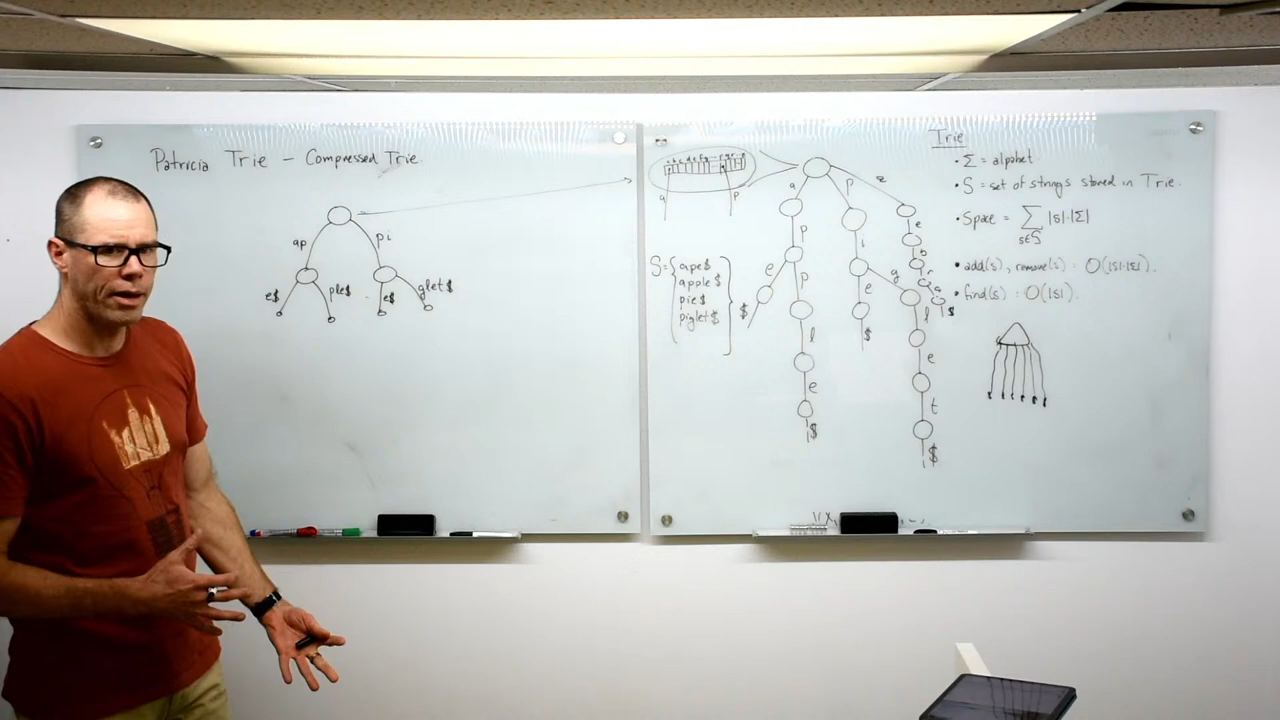 Patricia Trie – Compressed Trie.
ap
pi
e$
ple$
e$
glet$
a
p
S = { ape$
apple$
pie$
piglet$ }
a
p
z
p
i
e
e
p
e
g
b
r
a
$
$
l
l
$
e
e
$
t
$
Trie
• Σ = alphabet
• S = set of strings stored in Trie.
• Space = Σ |s|·|Σ|
s∈S
• add(s), remove(s) : O(|s|·|Σ|).
• find(s) : O(|s|).